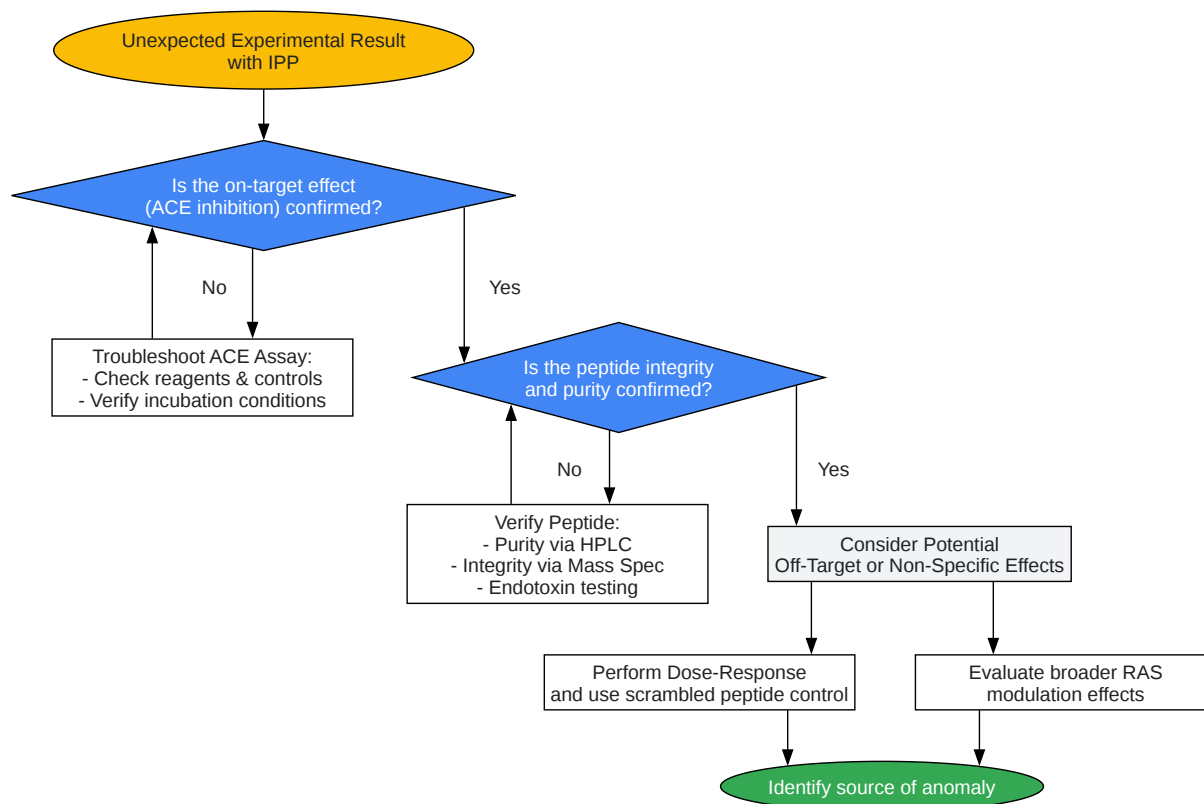 Unexpected Experimental Result
with IPP
Is the on-target effect
(ACE inhibition) confirmed?
No
Yes
Troubleshoot ACE Assay:
- Check reagents & controls
- Verify incubation conditions
Is the peptide integrity
and purity confirmed?
No
Yes
Verify Peptide:
- Purity via HPLC
- Integrity via Mass Spec
- Endotoxin testing
Consider Potential
Off-Target or Non-Specific Effects
Perform Dose-Response
and use scrambled peptide control
Evaluate broader RAS
modulation effects
Identify source of anomaly